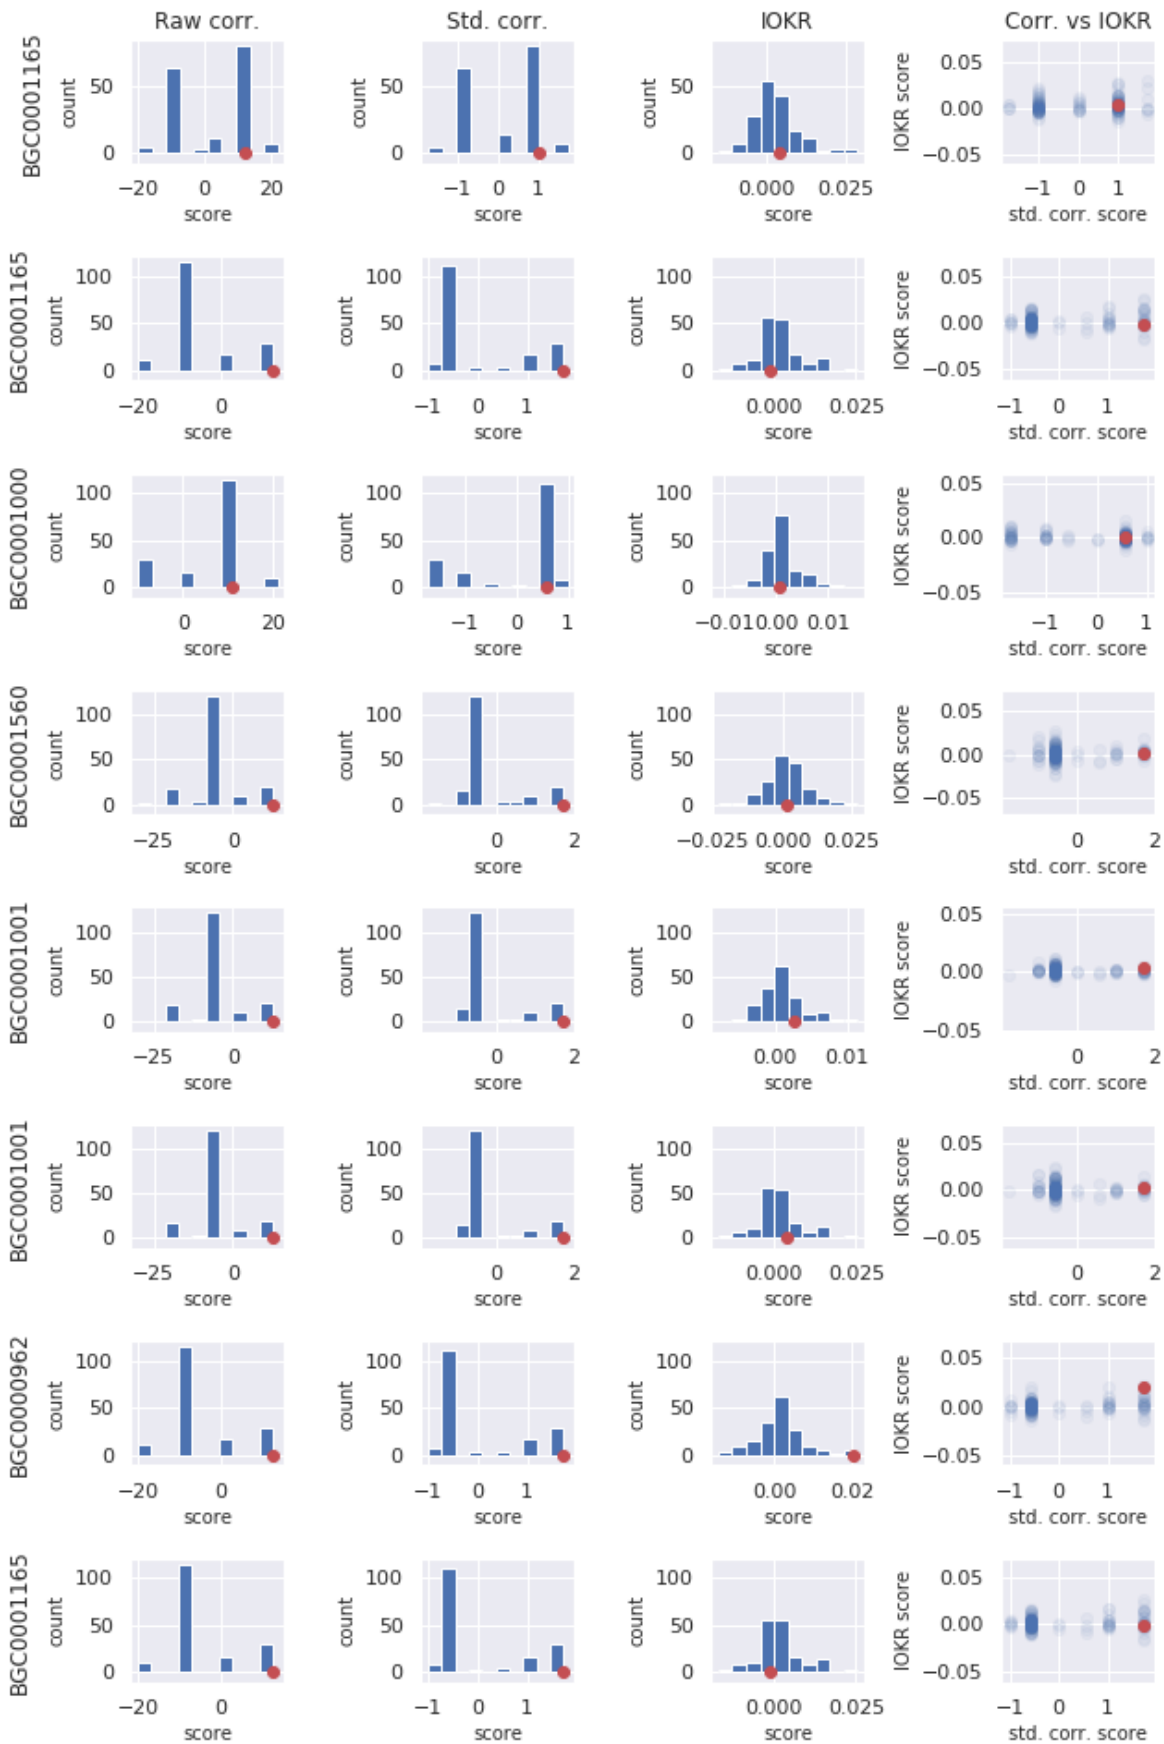 Raw corr. Std. corr. IOKR Corr. vs IOKR
BGC0001165
count 50 0 −20 0 20 score
count 50 0 −1 0 1 score
count 50 0 0.000 0.025 score
IOKR score 0.05 0.00 −0.05 −1 0 1 std. corr. score
BGC0001165
count 100 50 0 −20 0 score
count 100 50 0 −1 0 1 score
count 100 50 0 0.000 0.025 score
IOKR score 0.05 0.00 −0.05 −1 0 1 std. corr. score
BGC0001000
count 100 50 0 0 20 score
count 100 50 0 −1 0 1 score
count 100 50 0 −0.010.00 0.01 score
IOKR score 0.05 0.00 −0.05 −1 0 1 std. corr. score
BGC0001560
count 100 50 0 −25 0 score
count 100 50 0 0 2 score
count 100 50 0 −0.025 0.000 0.025 score
IOKR score 0.05 0.00 −0.05 0 2 std. corr. score
BGC0001001
count 100 50 0 −25 0 score
count 100 50 0 0 2 score
count 100 50 0 0.00 0.01 score
IOKR score 0.05 0.00 −0.05 0 2 std. corr. score
BGC0001001
count 100 50 0 −25 0 score
count 100 50 0 0 2 score
count 100 50 0 0.000 0.025 score
IOKR score 0.05 0.00 −0.05 0 2 std. corr. score
BGC0000962
count 100 50 0 −20 0 score
count 100 50 0 −1 0 1 score
count 100 50 0 0.00 0.02 score
IOKR score 0.05 0.00 −0.05 −1 0 1 std. corr. score
BGC0001165
count 100 50 0 −20 0 score
count 100 50 0 −1 0 1 score
count 100 50 0 0.000 0.025 score
IOKR score 0.05 0.00 −0.05 −1 0 1 std. corr. score